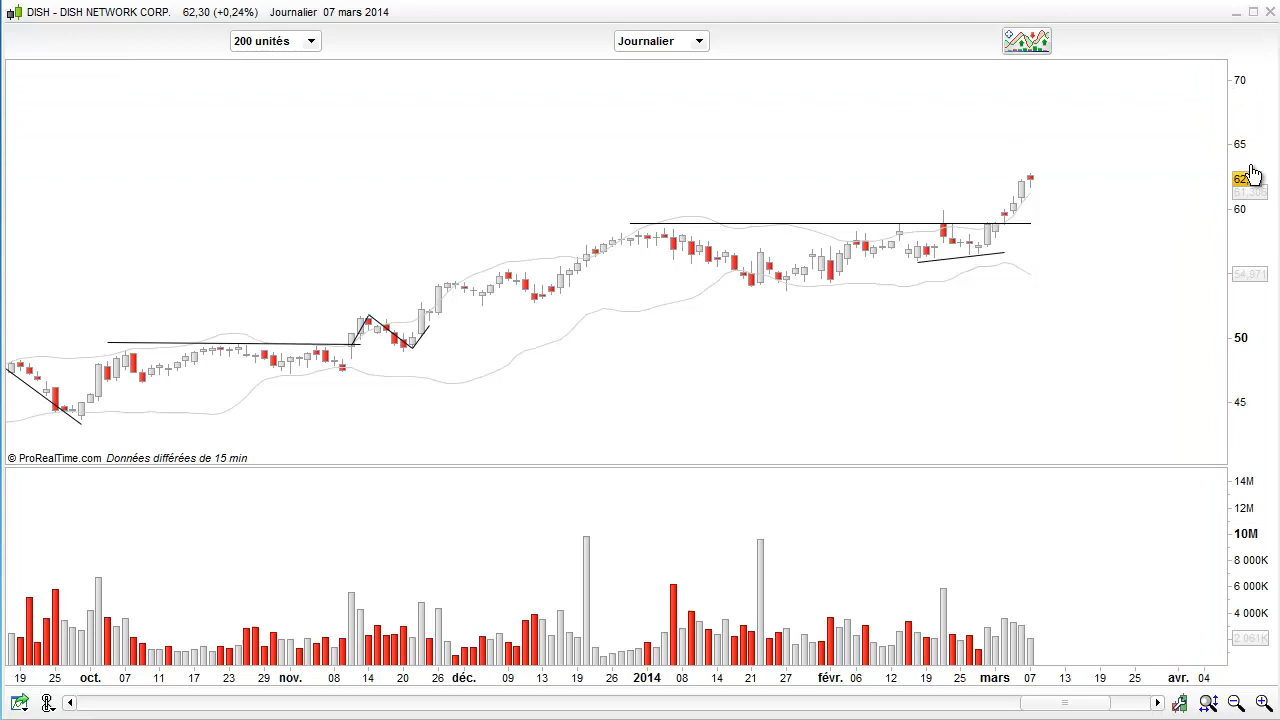 DISH - DISH NETWORK CORP. 62,30 (+0,24%) Journalier 07 mars 2014
200 unités
Journalier
70
65
62
61,306
60
54,871
50
45
© ProRealTime.com Données différées de 15 min
14M
12M
10M
8 000K
6 000K
4 000K
2 061K
19 25 oct. 07 11 17 23 29 nov. 08 14 20 26 déc. 09 13 19 26 2014 08 14 21 27 févr. 06 12 19 25 mars 07 13 19 25 avr. 04